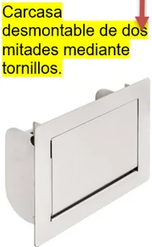 Carcasa
desmontable de dos
mitades mediante
tornillos.